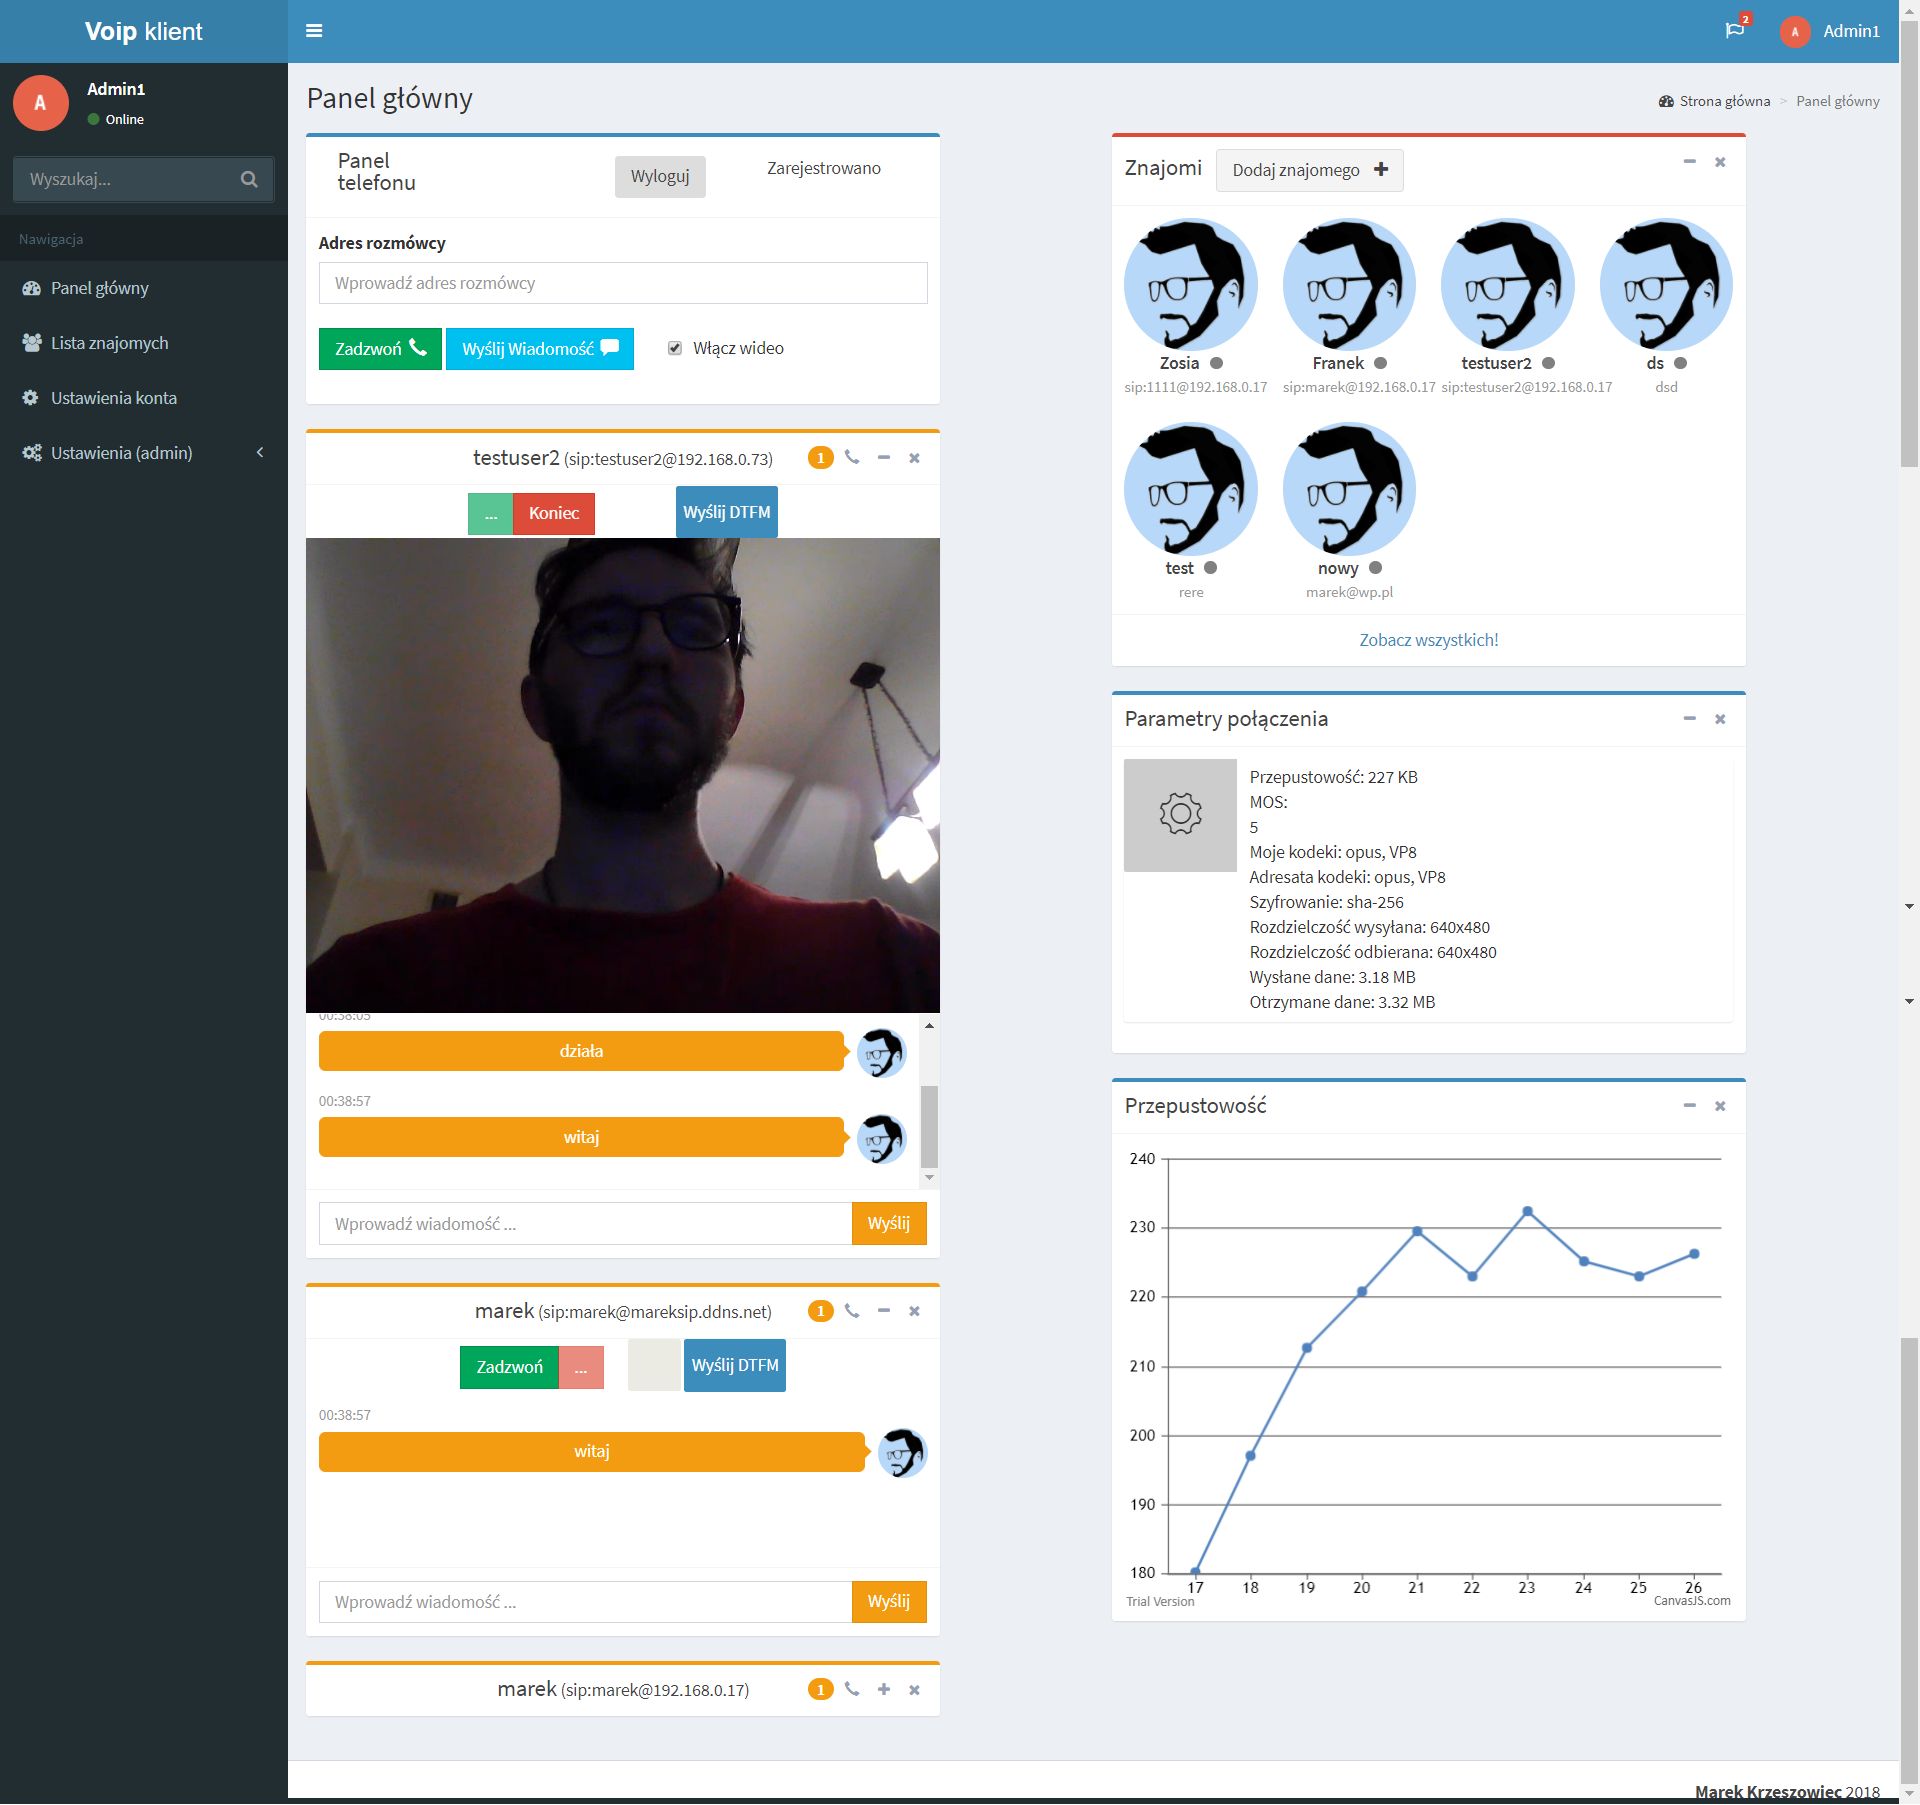 Voip klient
2
A Admin1
A
Admin1
Online
Wyszukaj...
Nawigacja
Panel główny
Lista znajomych
Ustawienia konta
Ustawienia (admin)
Panel główny
Strona główna > Panel główny
Panel
telefonu
Wyloguj
Zarejestrowano
Adres rozmówcy
Wprowadź adres rozmówcy
Zadzwoń
Wyślij Wiadomość
Włącz wideo
testuser2 (sip:testuser2@192.168.0.73)
1
...
Koniec
Wyślij DTFM
00:38:05
działa
00:38:57
witaj
Wprowadź wiadomość ...
Wyślij
marek (sip:marek@mareksip.ddns.net)
1
Zadzwoń
...
Wyślij DTFM
00:38:57
witaj
Wprowadź wiadomość ...
Wyślij
marek (sip:marek@192.168.0.17)
1
Znajomi
Dodaj znajomego
Zosia
sip:1111@192.168.0.17
Franek
sip:marek@192.168.0.17
testuser2
sip:testuser2@192.168.0.17
ds
dsd
test
rere
nowy
marek@wp.pl
Zobacz wszystkich!
Parametry połączenia
Przepustowość: 227 KB
MOS:
5
Moje kodeki: opus, VP8
Adresata kodeki: opus, VP8
Szyfrowanie: sha-256
Rozdzielczość wysyłana: 640x480
Rozdzielczość odbierana: 640x480
Wysłane dane: 3.18 MB
Otrzymane dane: 3.32 MB
Przepustowość
240
230
220
210
200
190
180
17 18 19 20 21 22 23 24 25 26
Trial Version
CanvasJS.com
Marek Krzeszowiec 2018